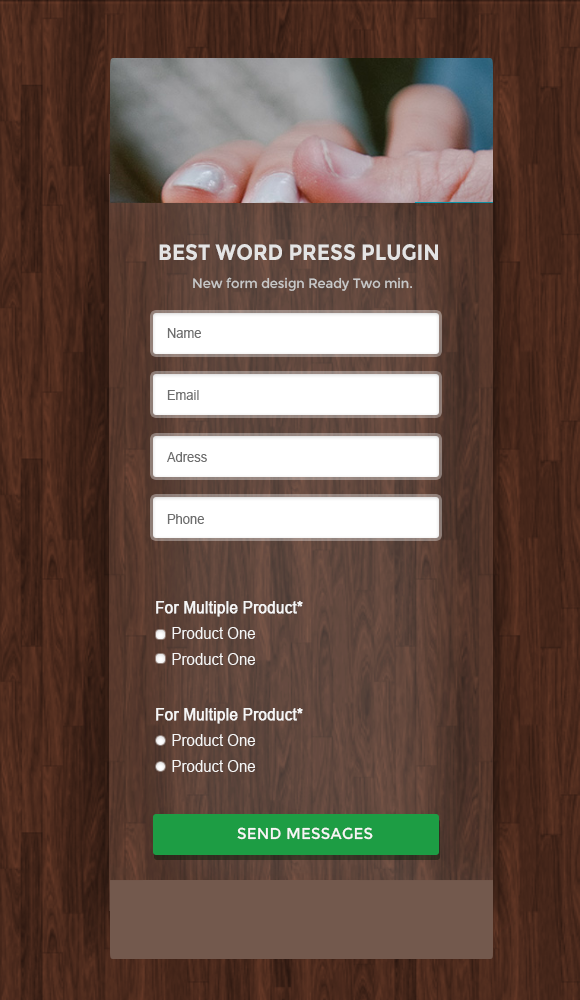 BEST WORD PRESS PLUGIN
New form design Ready Two min.
Name
Email
Adress
Phone
For Multiple Product*
Product One
Product One
For Multiple Product*
Product One
Product One
SEND MESSAGES